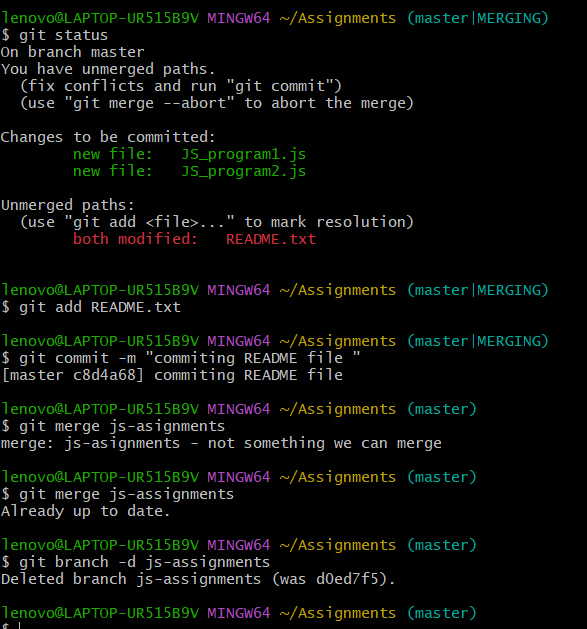 lenovo@LAPTOP-UR515B9V MINGW64 ~/Assignments (master|MERGING)
$ git status
On branch master
You have unmerged paths.
  (fix conflicts and run "git commit")
  (use "git merge --abort" to abort the merge)

Changes to be committed:
        new file:   JS_program1.js
        new file:   JS_program2.js

Unmerged paths:
  (use "git add <file>..." to mark resolution)
        both modified:   README.txt

lenovo@LAPTOP-UR515B9V MINGW64 ~/Assignments (master|MERGING)
$ git add README.txt

lenovo@LAPTOP-UR515B9V MINGW64 ~/Assignments (master|MERGING)
$ git commit -m "commiting README file "
[master c8d4a68] commiting README file

lenovo@LAPTOP-UR515B9V MINGW64 ~/Assignments (master)
$ git merge js-asignments
merge: js-asignments - not something we can merge

lenovo@LAPTOP-UR515B9V MINGW64 ~/Assignments (master)
$ git merge js-assignments
Already up to date.

lenovo@LAPTOP-UR515B9V MINGW64 ~/Assignments (master)
$ git branch -d js-assignments
Deleted branch js-assignments (was d0ed7f5).

lenovo@LAPTOP-UR515B9V MINGW64 ~/Assignments (master)
$